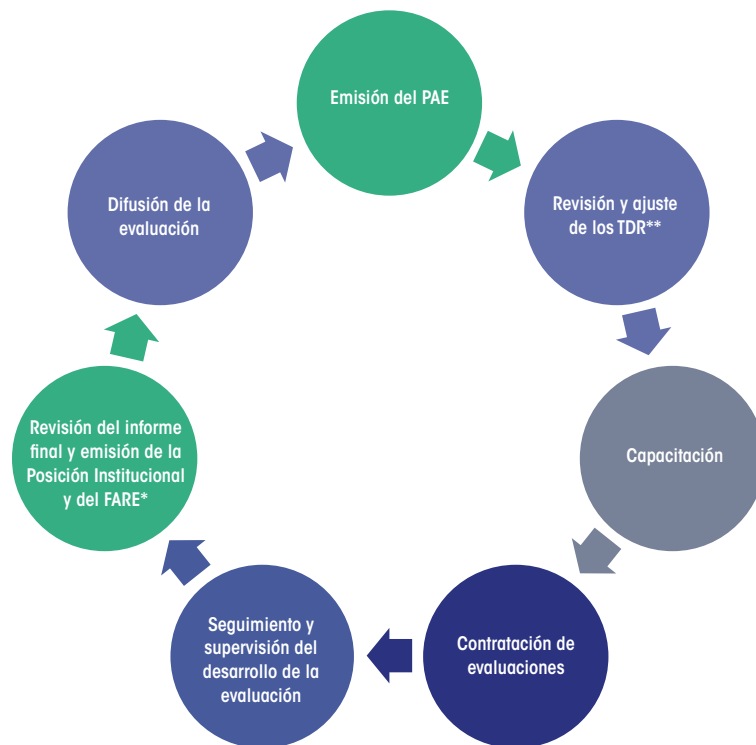 Emisión del PAE
Revisión y ajuste
de los TDR**
Capacitación
Contratación de
evaluaciones
Seguimiento y
supervisión del
desarrollo de la
evaluación
Revisión del informe
final y emisión de la
Posición Institucional
y del FARE*
Difusión de la
evaluación